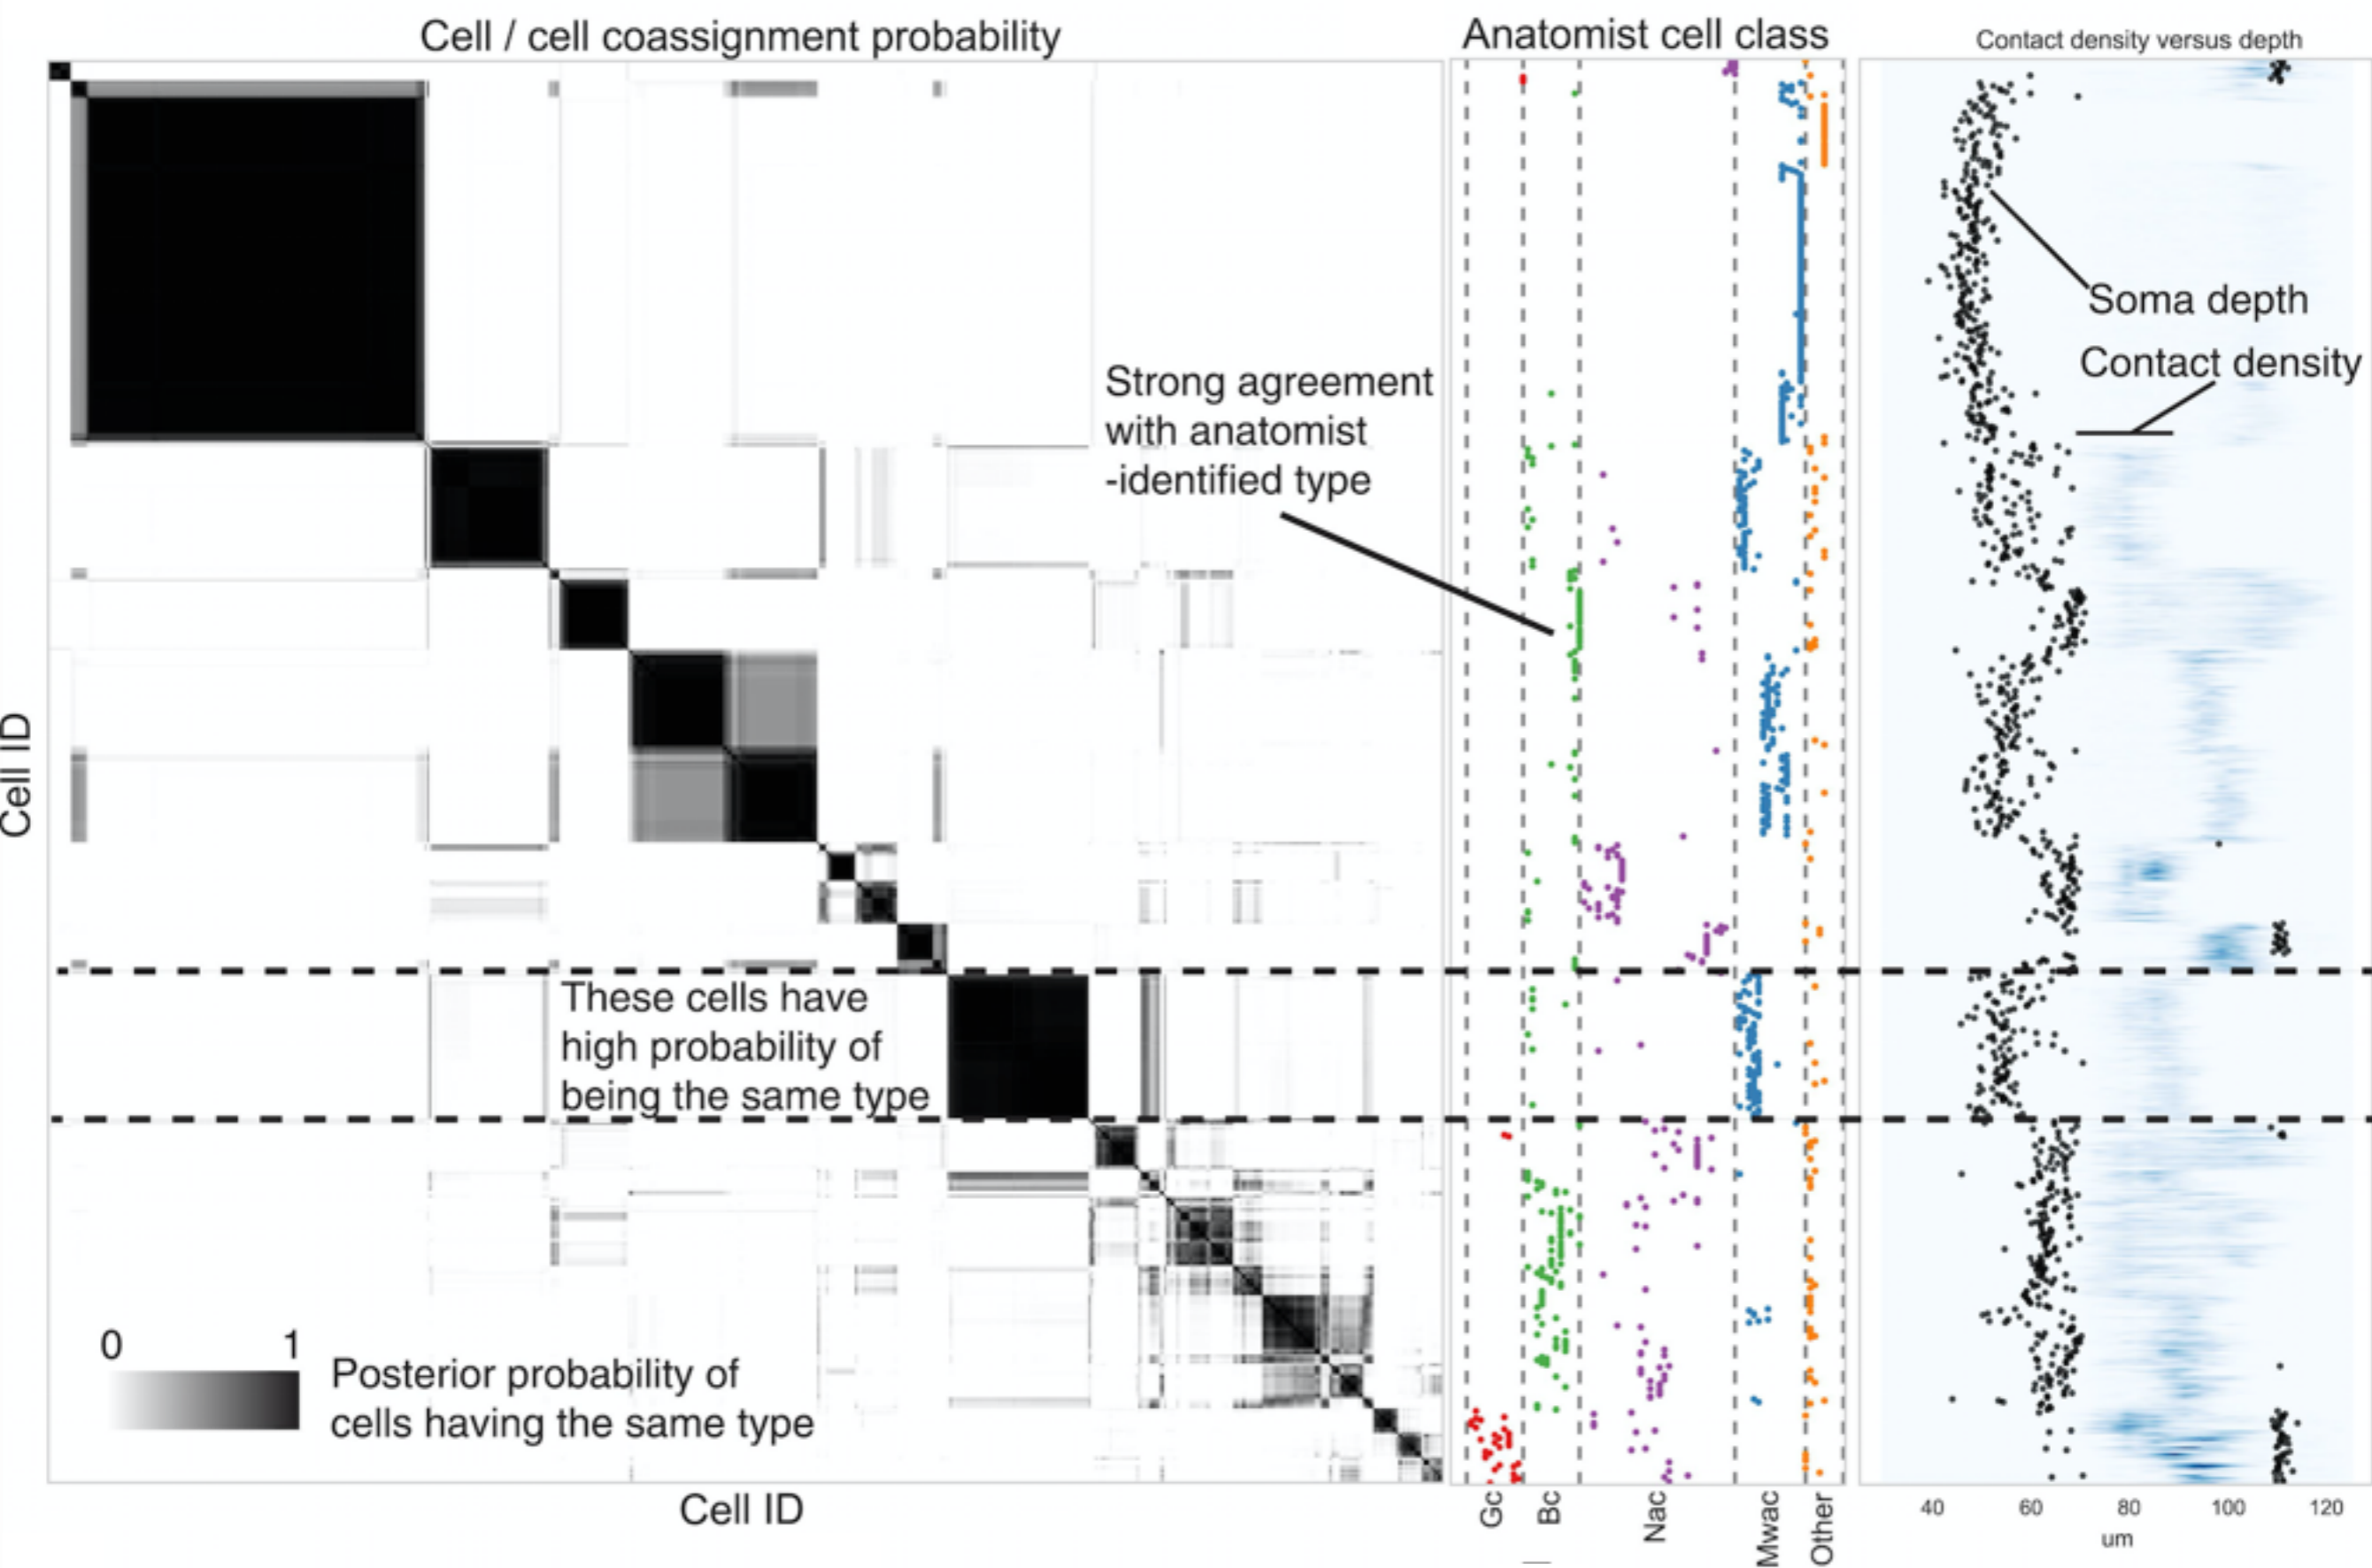 Cell / cell coassignment probability
Anatomist cell class
Contact density versus depth
Soma depth
Contact density
Strong agreement
with anatomist
-identified type
Cell ID
These cells have
high probability of
being the same type
0 1
Posterior probability of
cells having the same type
Cell ID
Gc
Bc
Nac
Mwac
Other
40 60 80 100 120
um